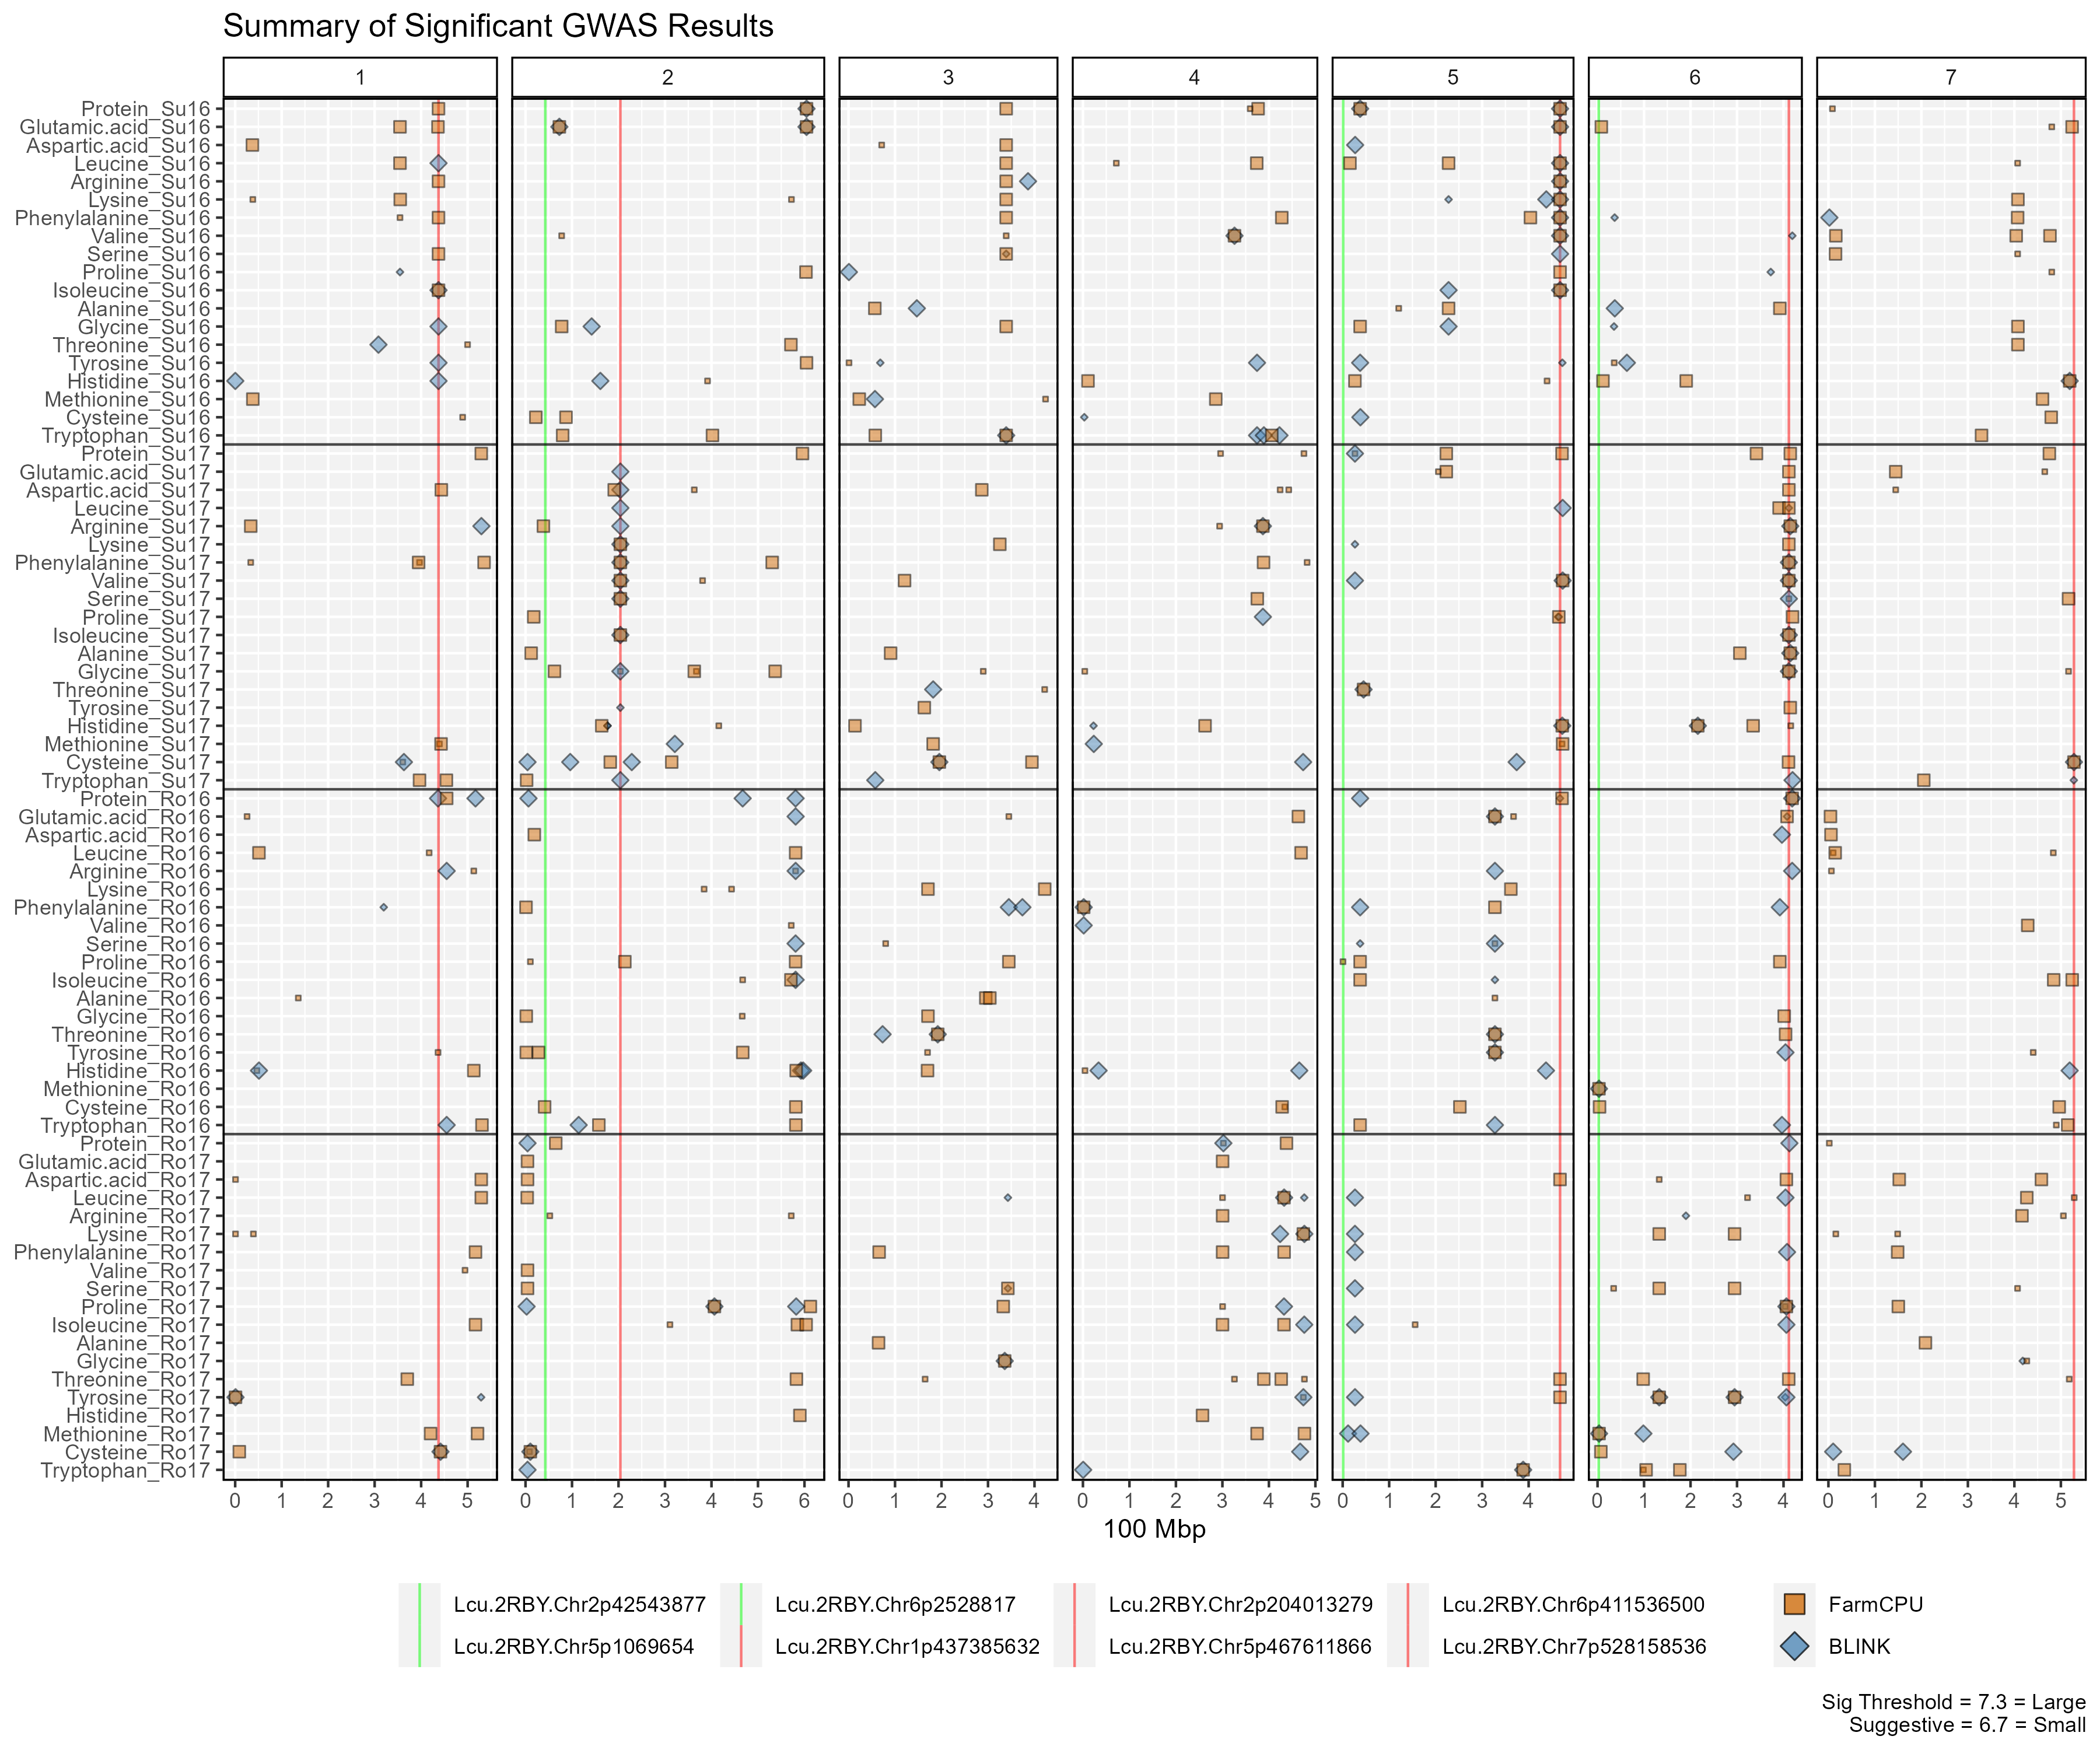 Summary of Significant GWAS Results
1 2 3 4 5 6 7
Protein_Su16
Glutamic.acid_Su16
Aspartic.acid_Su16
Leucine_Su16
Arginine_Su16
Lysine_Su16
Phenylalanine_Su16
Valine_Su16
Serine_Su16
Proline_Su16
Isoleucine_Su16
Alanine_Su16
Glycine_Su16
Threonine_Su16
Tyrosine_Su16
Histidine_Su16
Methionine_Su16
Cysteine_Su16
Tryptophan_Su16
Protein_Su17
Glutamic.acid_Su17
Aspartic.acid_Su17
Leucine_Su17
Arginine_Su17
Lysine_Su17
Phenylalanine_Su17
Valine_Su17
Serine_Su17
Proline_Su17
Isoleucine_Su17
Alanine_Su17
Glycine_Su17
Threonine_Su17
Tyrosine_Su17
Histidine_Su17
Methionine_Su17
Cysteine_Su17
Tryptophan_Su17
Protein_Ro16
Glutamic.acid_Ro16
Aspartic.acid_Ro16
Leucine_Ro16
Arginine_Ro16
Lysine_Ro16
Phenylalanine_Ro16
Valine_Ro16
Serine_Ro16
Proline_Ro16
Isoleucine_Ro16
Alanine_Ro16
Glycine_Ro16
Threonine_Ro16
Tyrosine_Ro16
Histidine_Ro16
Methionine_Ro16
Cysteine_Ro16
Tryptophan_Ro16
Protein_Ro17
Glutamic.acid_Ro17
Aspartic.acid_Ro17
Leucine_Ro17
Arginine_Ro17
Lysine_Ro17
Phenylalanine_Ro17
Valine_Ro17
Serine_Ro17
Proline_Ro17
Isoleucine_Ro17
Alanine_Ro17
Glycine_Ro17
Threonine_Ro17
Tyrosine_Ro17
Histidine_Ro17
Methionine_Ro17
Cysteine_Ro17
Tryptophan_Ro17
0 1 2 3 4 5 0 1 2 3 4 5 6 0 1 2 3 4 0 1 2 3 4 5 0 1 2 3 4 0 1 2 3 4 0 1 2 3 4 5
100 Mbp
Lcu.2RBY.Chr2p42543877 Lcu.2RBY.Chr6p2528817 Lcu.2RBY.Chr2p204013279 Lcu.2RBY.Chr6p411536500 FarmCPU
Lcu.2RBY.Chr5p1069654 Lcu.2RBY.Chr1p437385632 Lcu.2RBY.Chr5p467611866 Lcu.2RBY.Chr7p528158536 BLINK
Sig Threshold = 7.3 = Large
Suggestive = 6.7 = Small